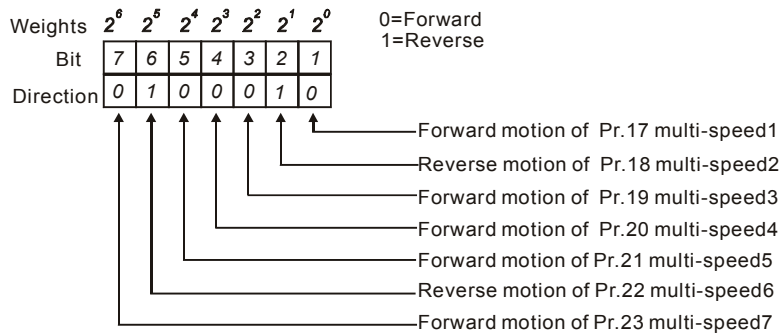 Weights 2^6 2^5 2^4 2^3 2^2 2^1 2^0 0=Forward
1=Reverse
Bit 7 6 5 4 3 2 1
Direction 0 1 0 0 0 1 0
Forward motion of Pr.17 multi-speed1
Reverse motion of Pr.18 multi-speed2
Forward motion of Pr.19 multi-speed3
Forward motion of Pr.20 multi-speed4
Forward motion of Pr.21 multi-speed5
Reverse motion of Pr.22 multi-speed6
Forward motion of Pr.23 multi-speed7